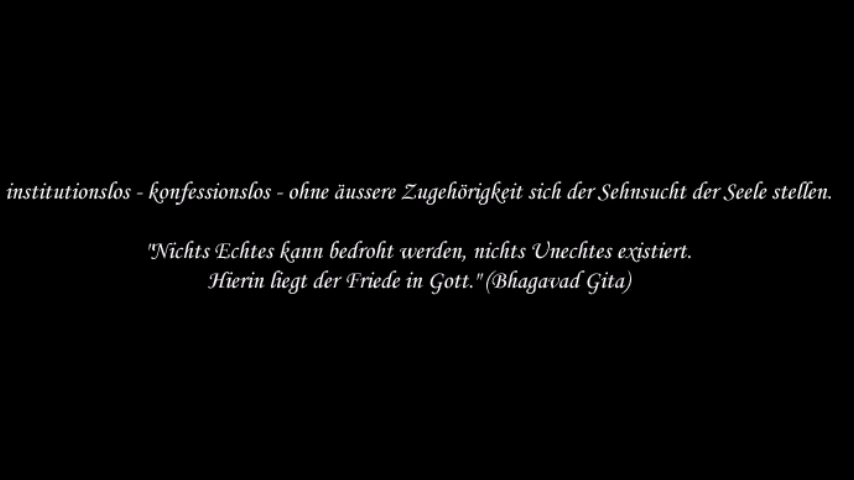 institutionslos - konfessionslos - ohne äussere Zugehörigkeit sich der Sehnsucht der Seele stellen.
"Nichts Echtes kann bedroht werden, nichts Unechtes existiert.
Hierin liegt der Friede in Gott." (Bhagavad Gita)